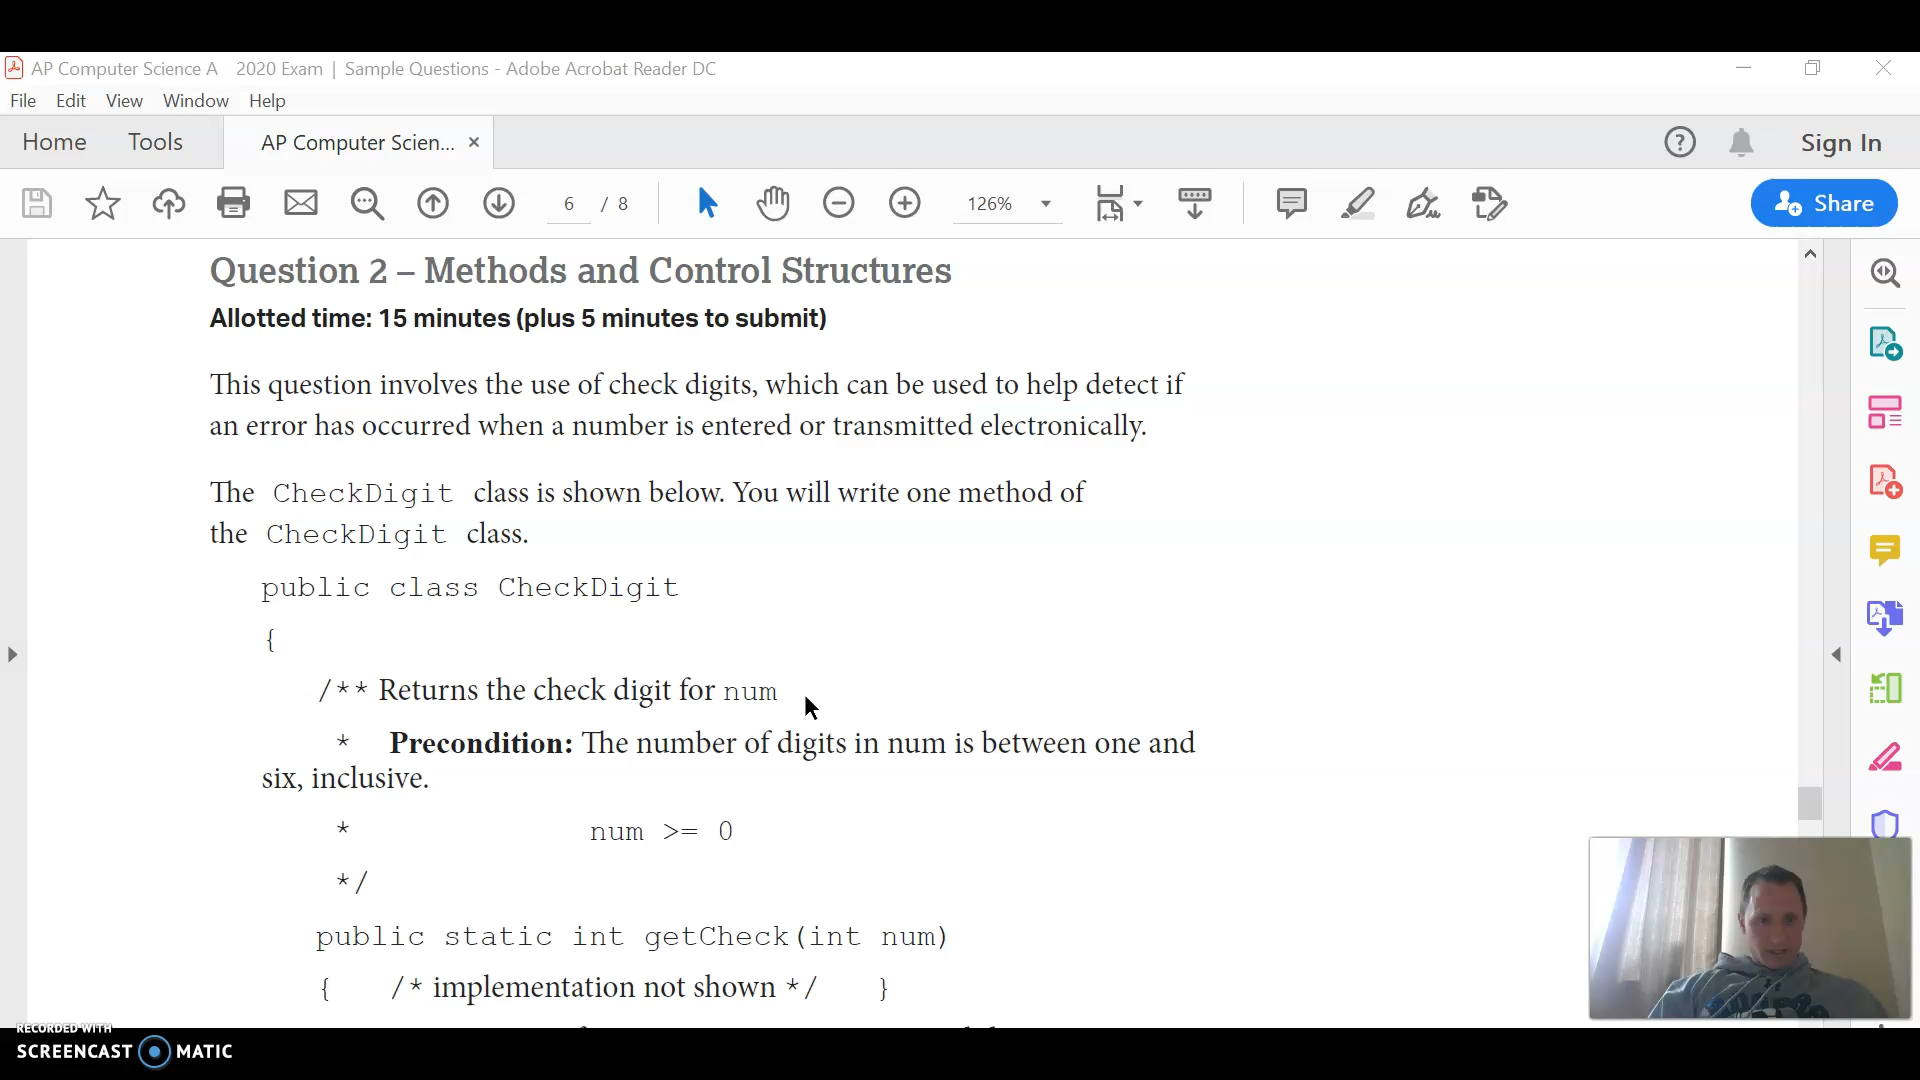 AP Computer Science A 2020 Exam | Sample Questions - Adobe Acrobat Reader DC
File Edit View Window Help
Home Tools AP Computer Scien... × Sign In
6 / 8 126% Share
Question 2 – Methods and Control Structures
Allotted time: 15 minutes (plus 5 minutes to submit)
This question involves the use of check digits, which can be used to help detect if
an error has occurred when a number is entered or transmitted electronically.
The CheckDigit class is shown below. You will write one method of
the CheckDigit class.
public class CheckDigit
{
/** Returns the check digit for num
* Precondition: The number of digits in num is between one and
six, inclusive.
* num >= 0
*/
public static int getCheck(int num)
{ /* implementation not shown */ }
RECORDED WITH
SCREENCAST MATIC